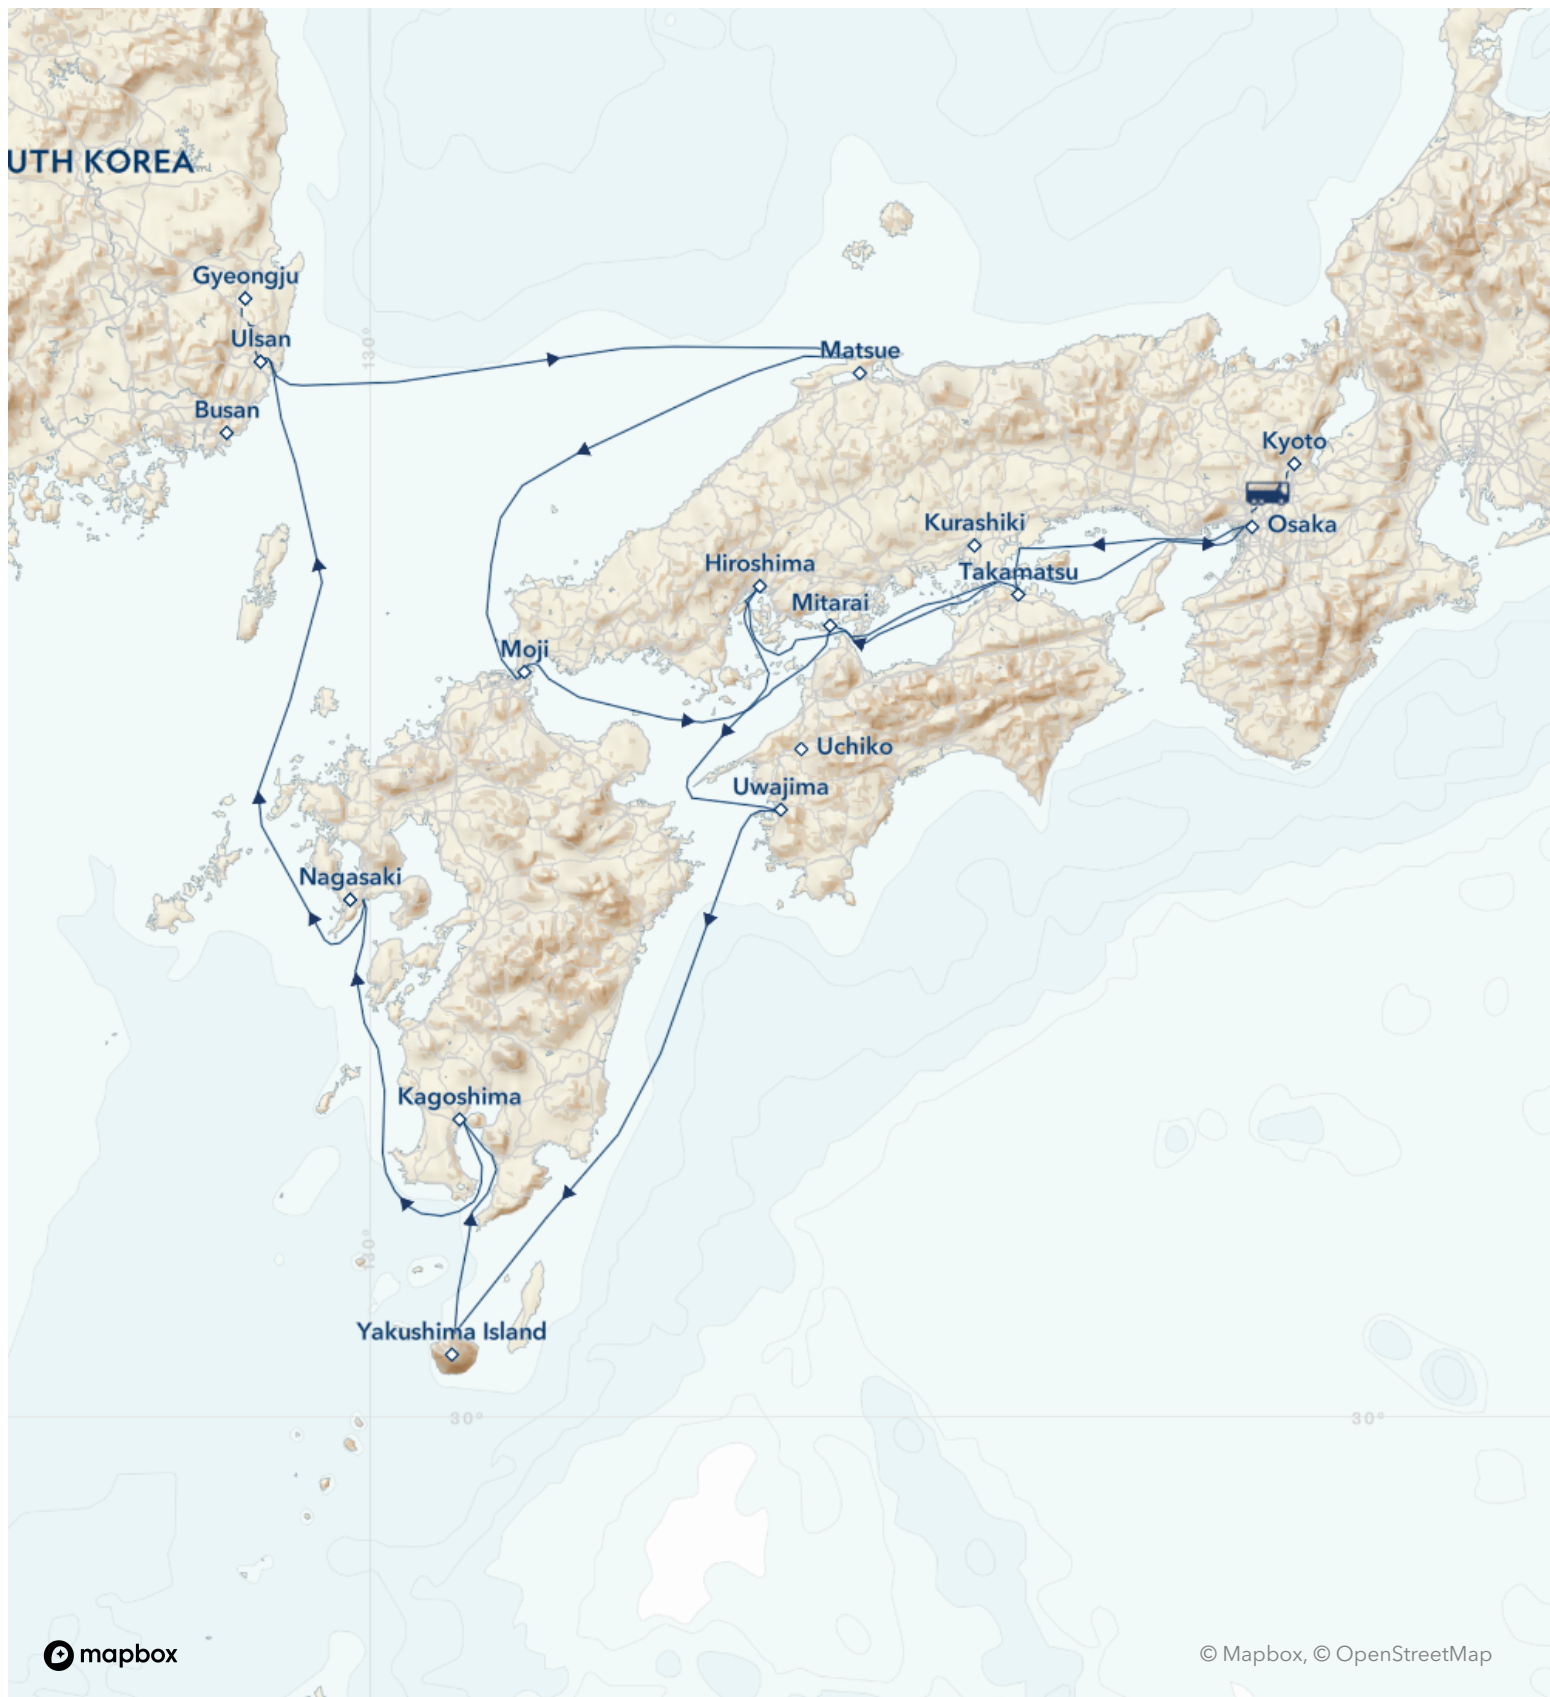 UTH KOREA
Gyeongju
Ulsan
130°
Matsue
Busan
Kyoto
Kurashiki
Osaka
Hiroshima
Takamatsu
Mitarai
Moji
Uchiko
Uwajima
Nagasaki
Kagoshima
130°
Yakushima Island
30°
30°
mapbox
© Mapbox, © OpenStreetMap